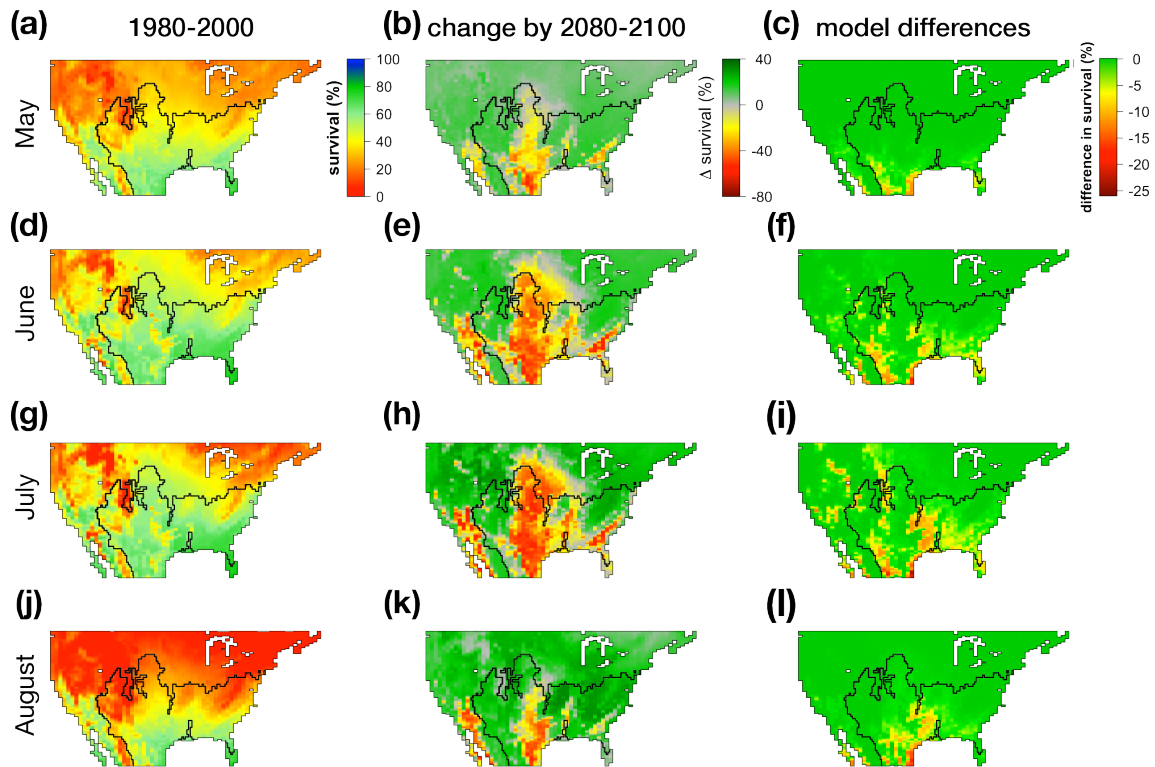 (a) 1980-2000 (b) change by 2080-2100 (c) model differences
May
100
80
60
40
20
0
survival (%)
40
0
-40
-80
Δ survival (%)
0
-5
-10
-15
-20
-25
difference in survival (%)
(d) (e) (f)
June
(g) (h) (i)
July
(j) (k) (l)
August